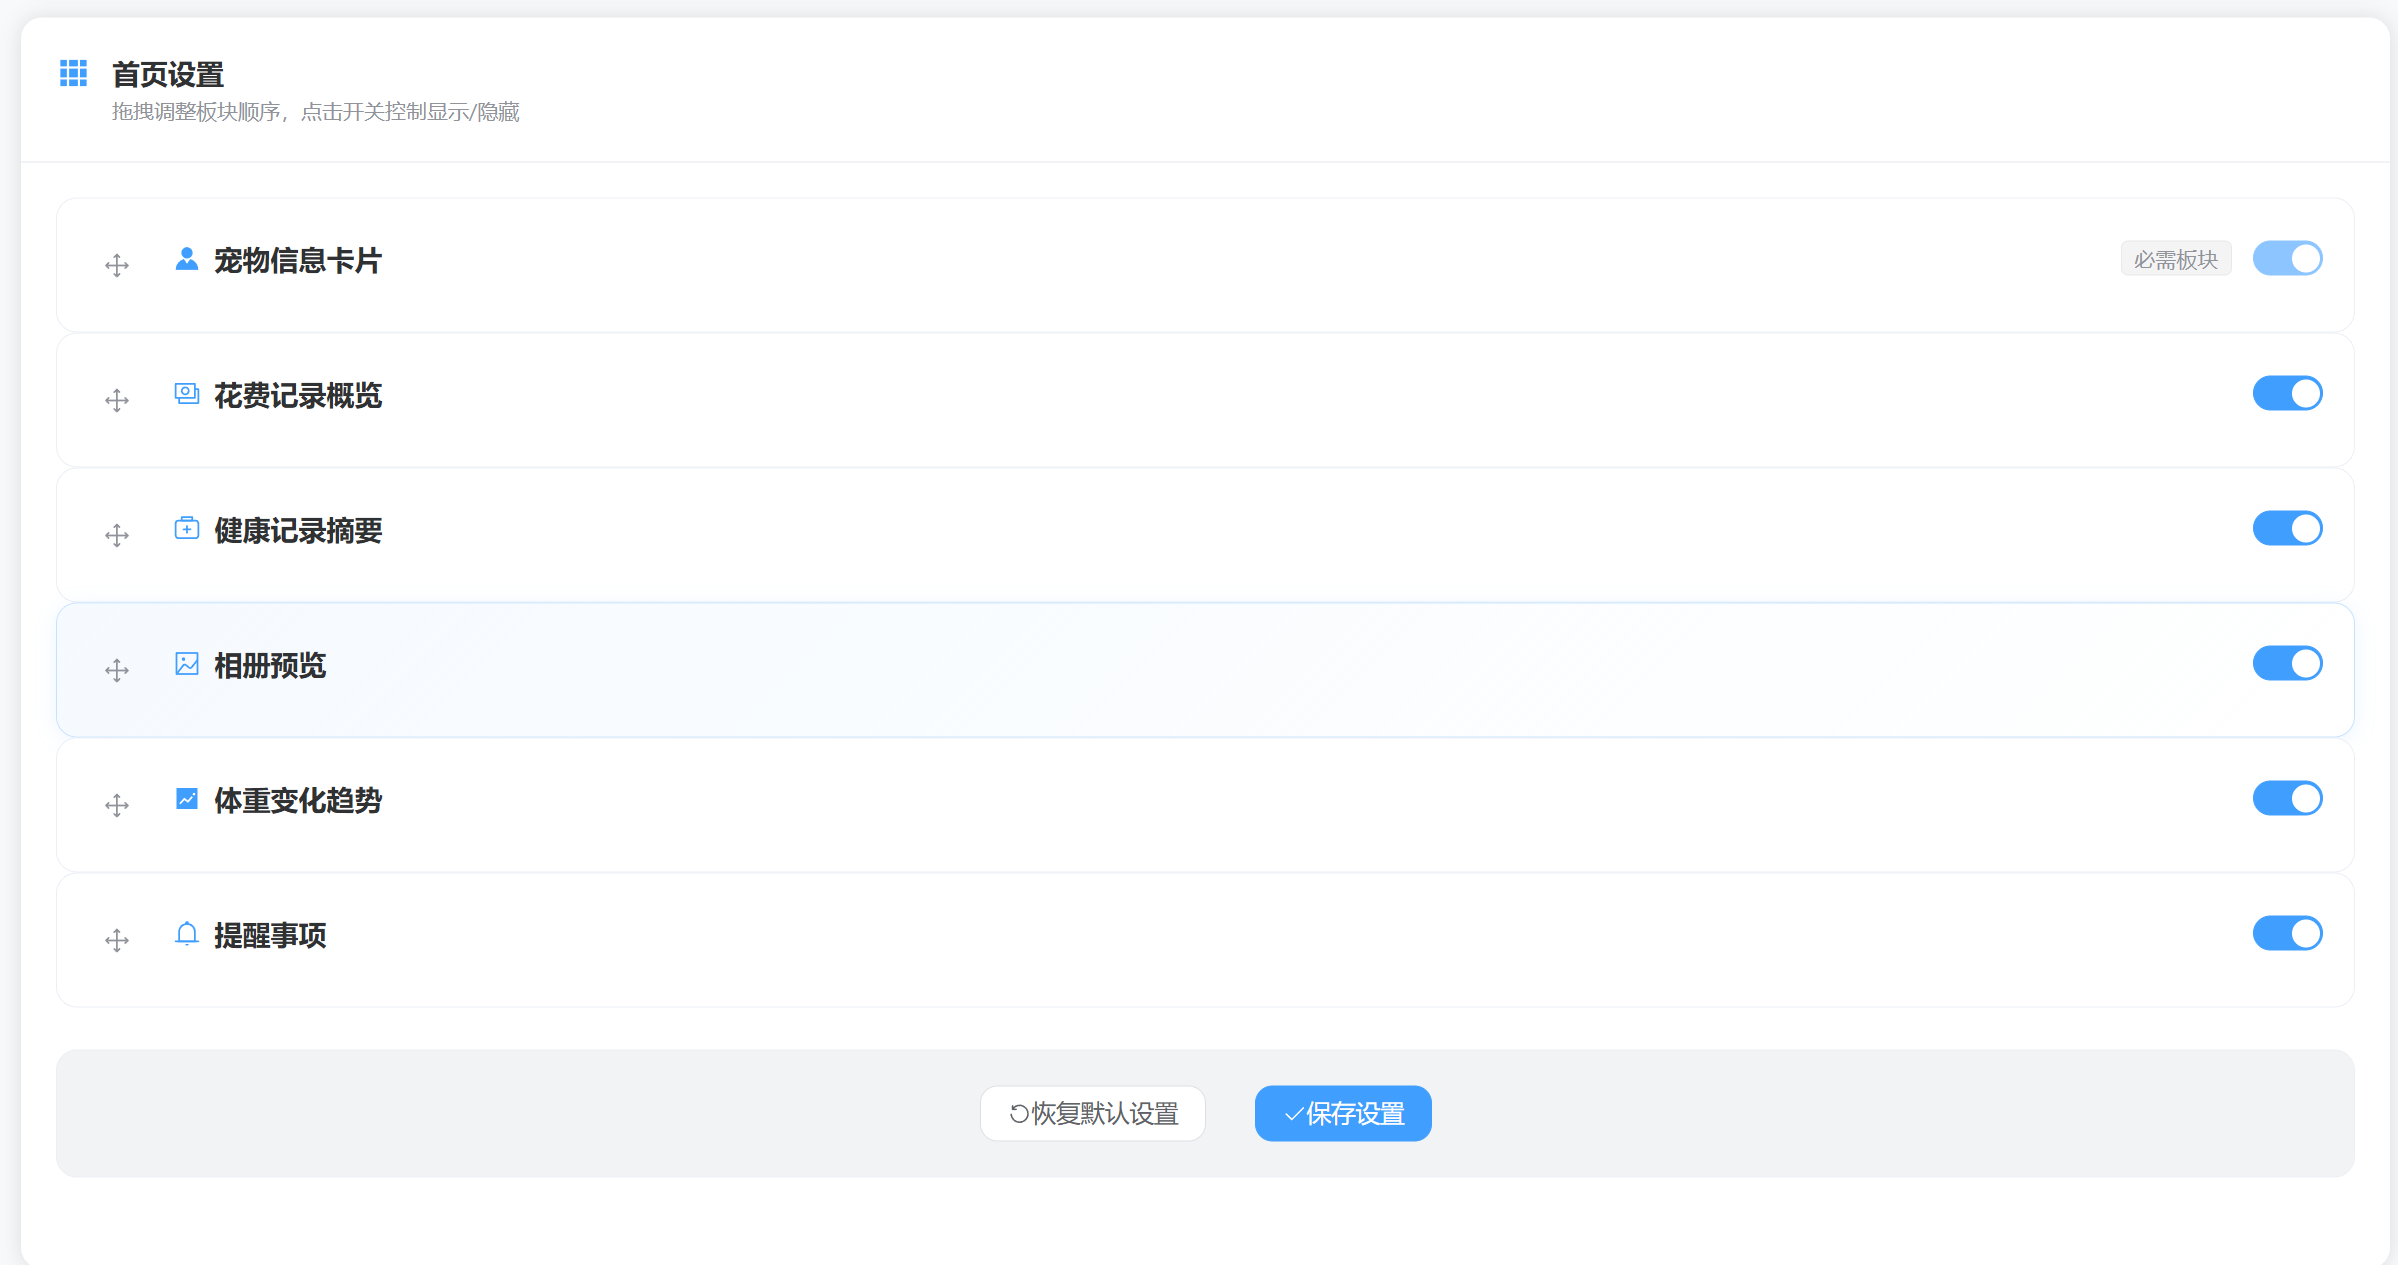 首页设置
拖拽调整板块顺序，点击开关控制显示/隐藏
宠物信息卡片
必需板块
花费记录概览
健康记录摘要
相册预览
体重变化趋势
提醒事项
恢复默认设置
保存设置